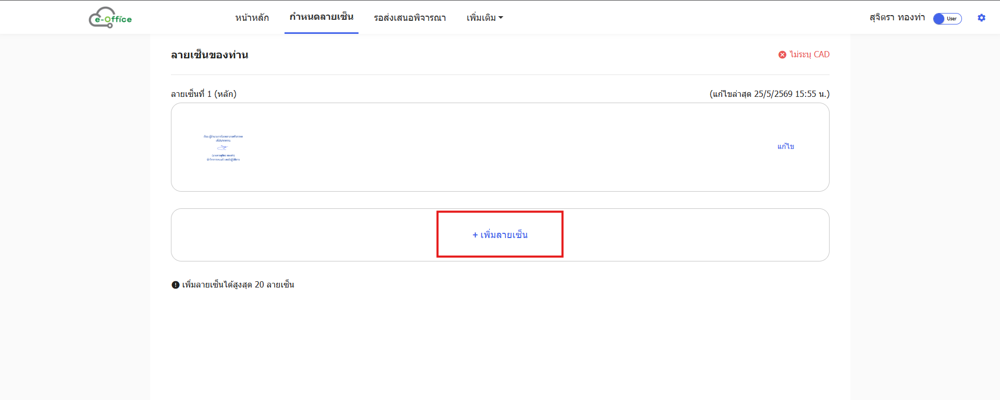 e-office
หน้าหลัก
กำหนดลายเซ็น
รอส่งเสนอพิจารณา
เพิ่มเติม
สุจิตรา ทองท่า
User
ลายเซ็นของท่าน
ไม่ระบุ CAD
ลายเซ็นที่ 1 (หลัก)
(แก้ไขล่าสุด 25/5/2569 15:55 น.)
แก้ไข
+ เพิ่มลายเซ็น
เพิ่มลายเซ็นได้สูงสุด 20 ลายเซ็น